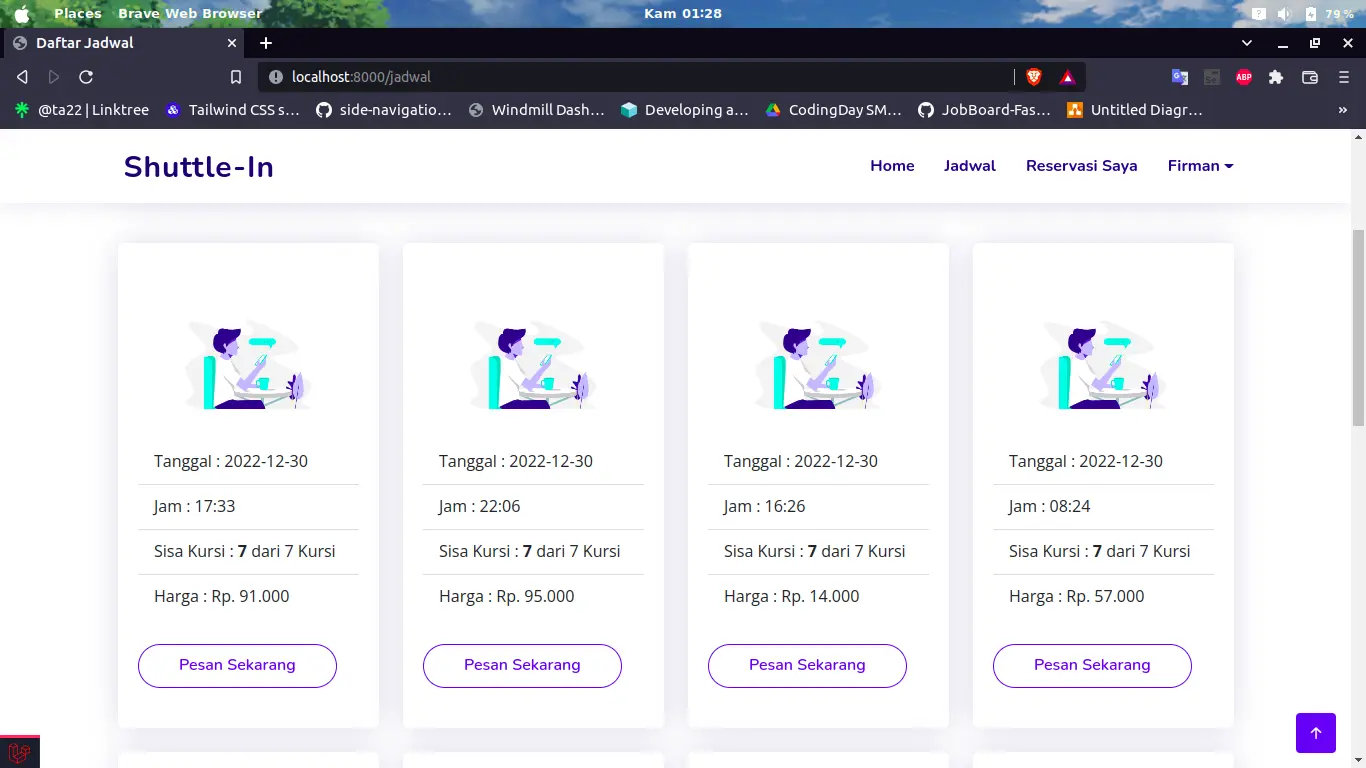 Places Brave Web Browser Kam 01:28 79 %
Daftar Jadwal
localhost:8000/jadwal ABP
@ta22 | Linktree Tailwind CSS s... side-navigatio... Windmill Dash... Developing a... CodingDay SM... JobBoard-Fas... Untitled Diagr... »
Shuttle-In Home Jadwal Reservasi Saya Firman
Tanggal : 2022-12-30 Tanggal : 2022-12-30 Tanggal : 2022-12-30 Tanggal : 2022-12-30
Jam : 17:33 Jam : 22:06 Jam : 16:26 Jam : 08:24
Sisa Kursi : 7 dari 7 Kursi Sisa Kursi : 7 dari 7 Kursi Sisa Kursi : 7 dari 7 Kursi Sisa Kursi : 7 dari 7 Kursi
Harga : Rp. 91.000 Harga : Rp. 95.000 Harga : Rp. 14.000 Harga : Rp. 57.000
Pesan Sekarang Pesan Sekarang Pesan Sekarang Pesan Sekarang